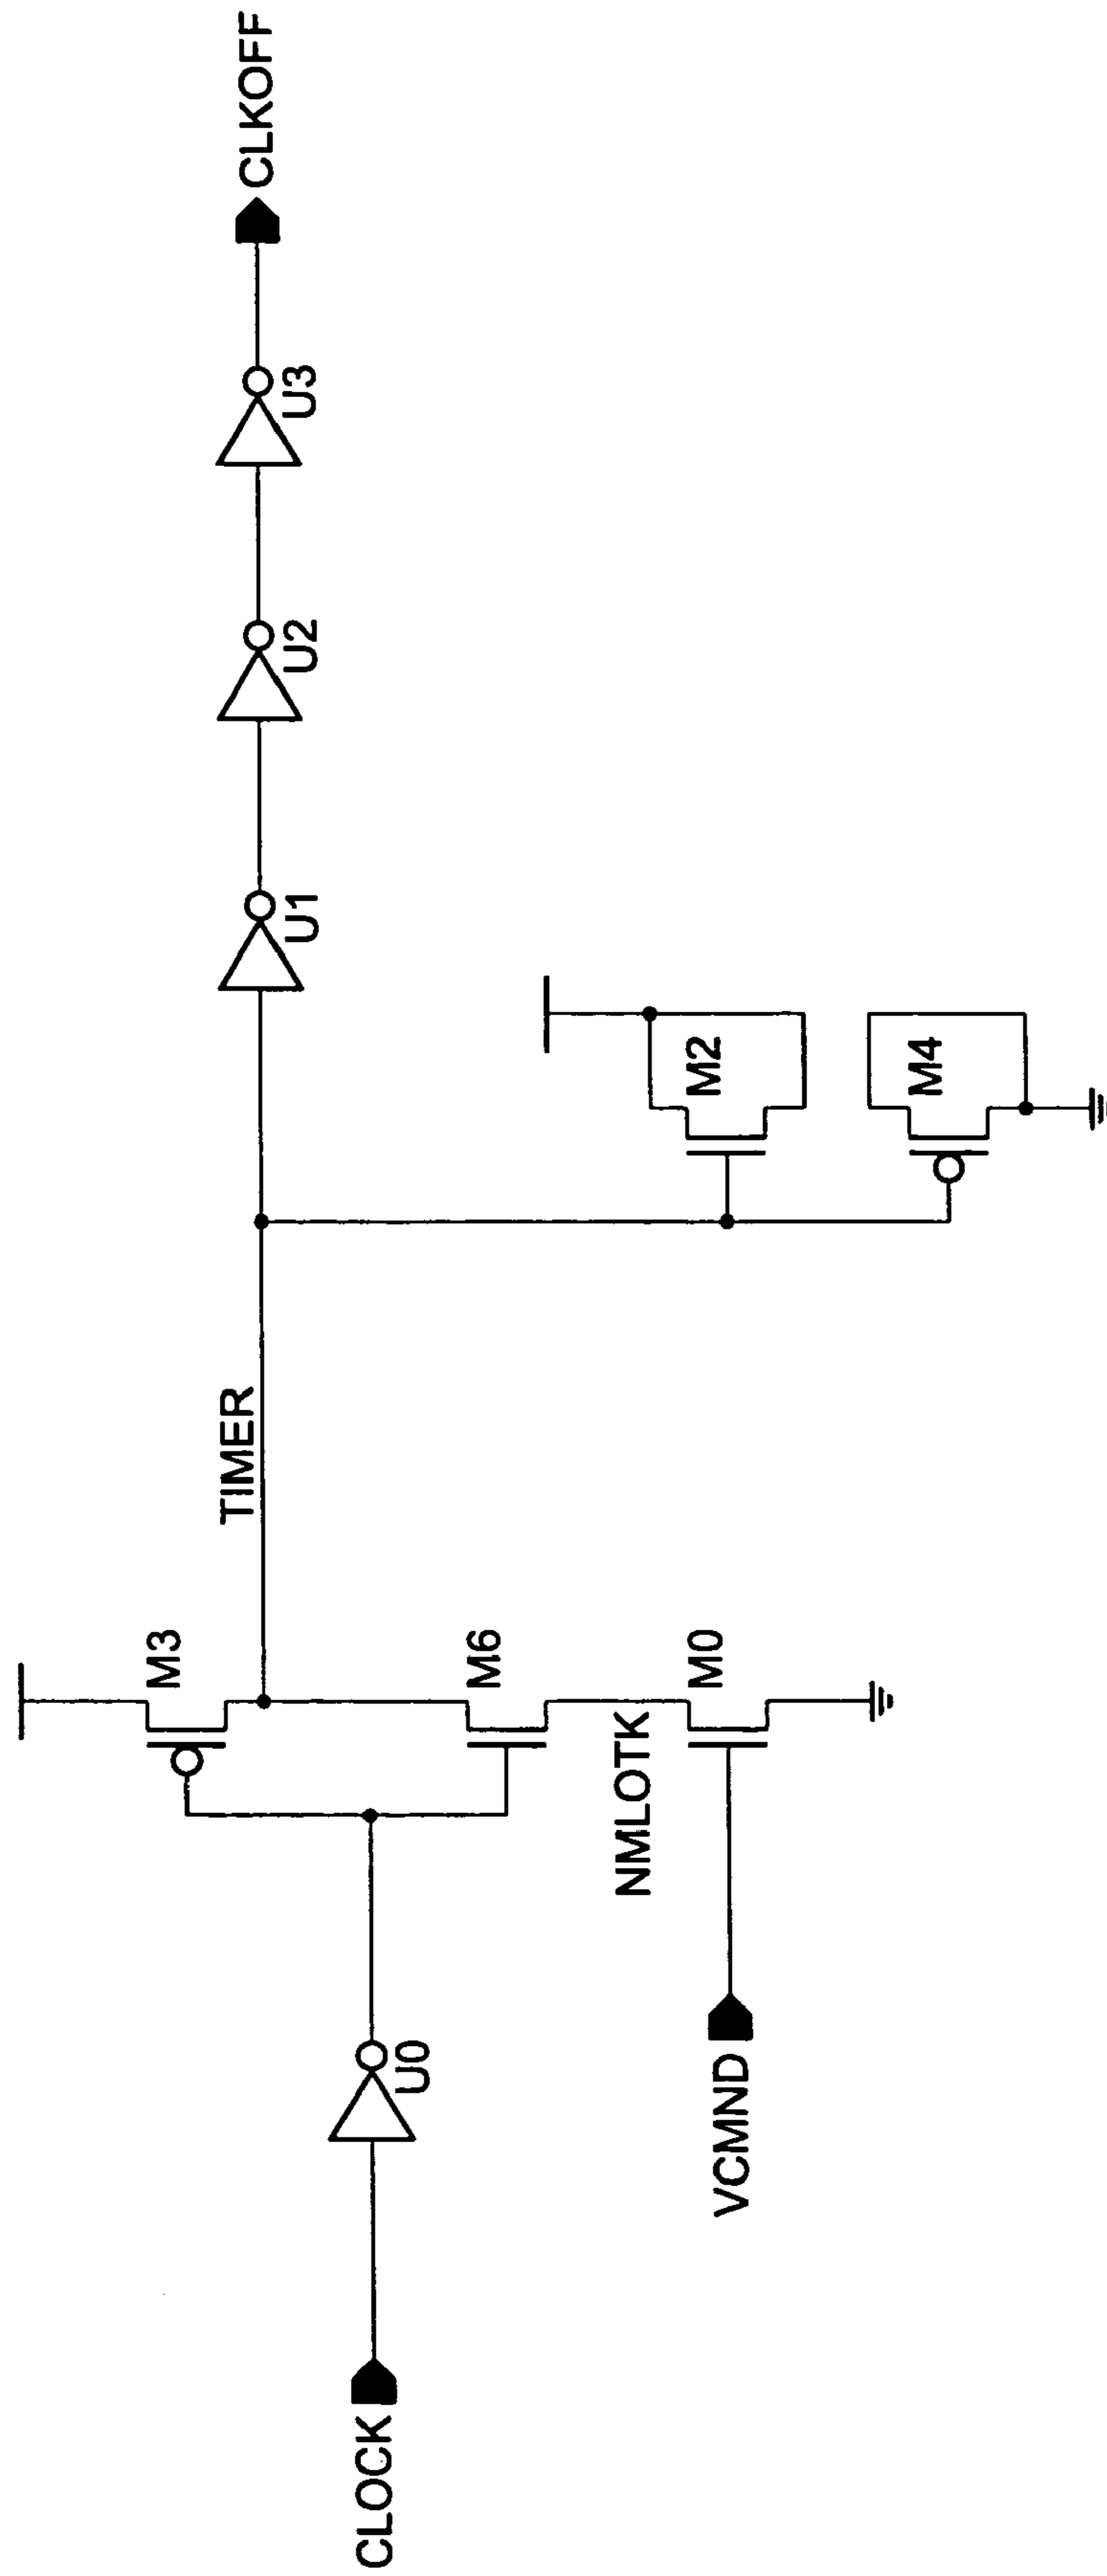 CLOCK
U0
VCMND
M3
M6
NMLOTK
M0
TIMER
M2
M4
U1
U2
U3
CLKOFF